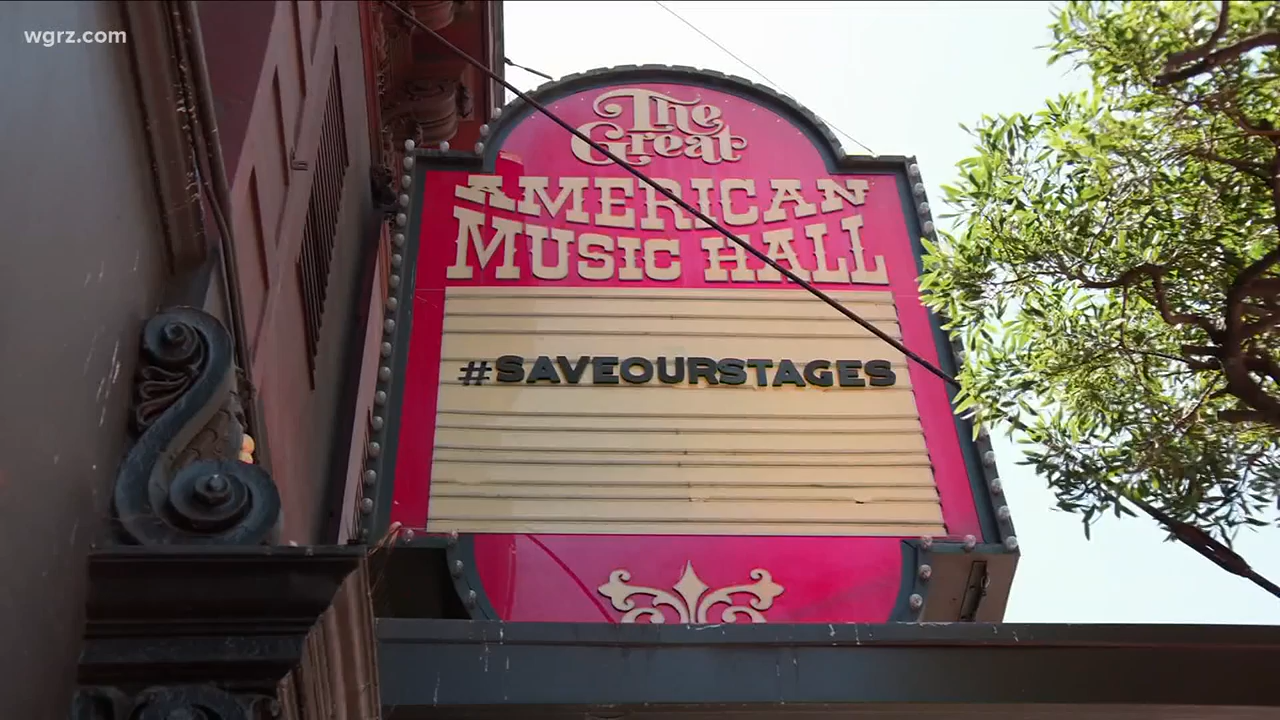 wgrz.com
The
Great
AMERICAN
MUSIC HALL
#SAVEOURSTAGES